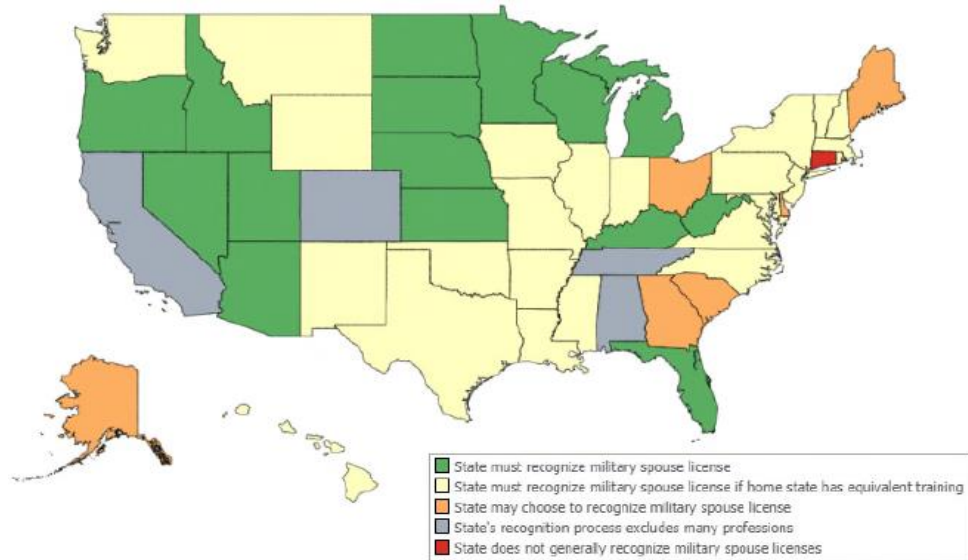 State must recognize military spouse license
State must recognize military spouse license if home state has equivalent training
State may choose to recognize military spouse license
State's recognition process excludes many professions
State does not generally recognize military spouse licenses